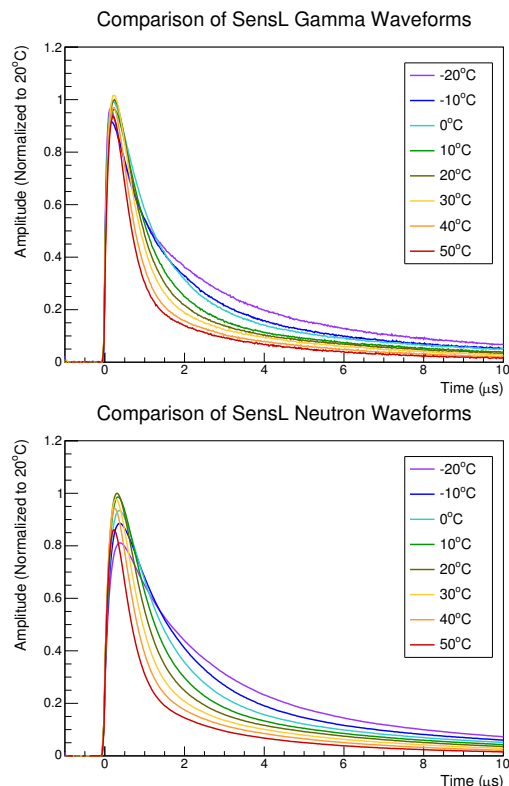 Comparison of SensL Gamma Waveforms
Amplitude (Normalized to 20°C)
1.2
1
0.8
0.6
0.4
0.2
0
0
2
4
6
8
10
Time (μs)
-20°C
-10°C
0°C
10°C
20°C
30°C
40°C
50°C
Comparison of SensL Neutron Waveforms
Amplitude (Normalized to 20°C)
1.2
1
0.8
0.6
0.4
0.2
0
0
2
4
6
8
10
Time (μs)
-20°C
-10°C
0°C
10°C
20°C
30°C
40°C
50°C